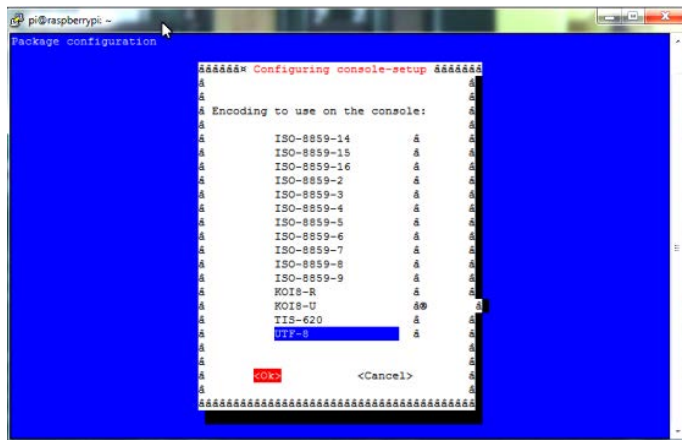 pi@raspberrypi: ~
Package configuration
Configuring console-setup
Encoding to use on the console:
ISO-8859-14
ISO-8859-15
ISO-8859-16
ISO-8859-2
ISO-8859-3
ISO-8859-4
ISO-8859-5
ISO-8859-6
ISO-8859-7
ISO-8859-8
ISO-8859-9
KOI8-R
KOI8-U
TIS-620
UTF-8
<Ok> <Cancel>